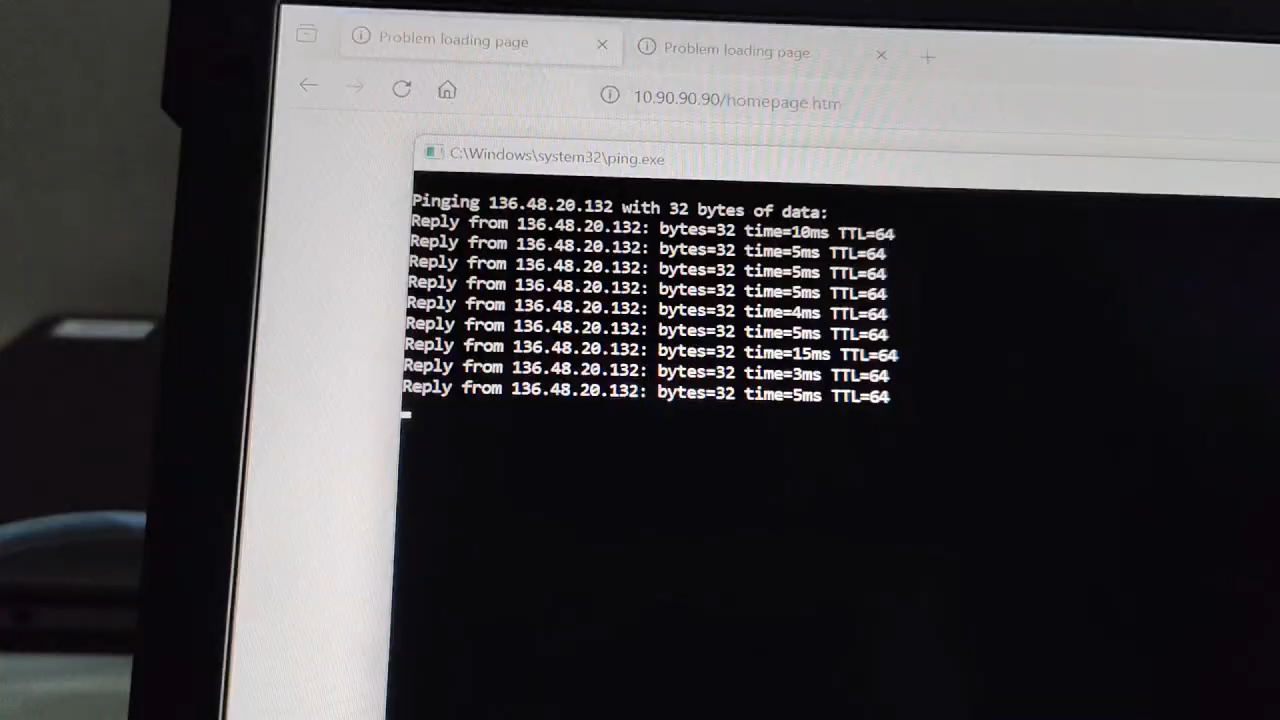 Problem loading page
Problem loading page
10.90.90.90/homepage.htm
C:\Windows\system32\ping.exe
Pinging 136.48.20.132 with 32 bytes of data:
Reply from 136.48.20.132: bytes=32 time=10ms TTL=64
Reply from 136.48.20.132: bytes=32 time=5ms TTL=64
Reply from 136.48.20.132: bytes=32 time=5ms TTL=64
Reply from 136.48.20.132: bytes=32 time=5ms TTL=64
Reply from 136.48.20.132: bytes=32 time=4ms TTL=64
Reply from 136.48.20.132: bytes=32 time=5ms TTL=64
Reply from 136.48.20.132: bytes=32 time=15ms TTL=64
Reply from 136.48.20.132: bytes=32 time=3ms TTL=64
Reply from 136.48.20.132: bytes=32 time=5ms TTL=64